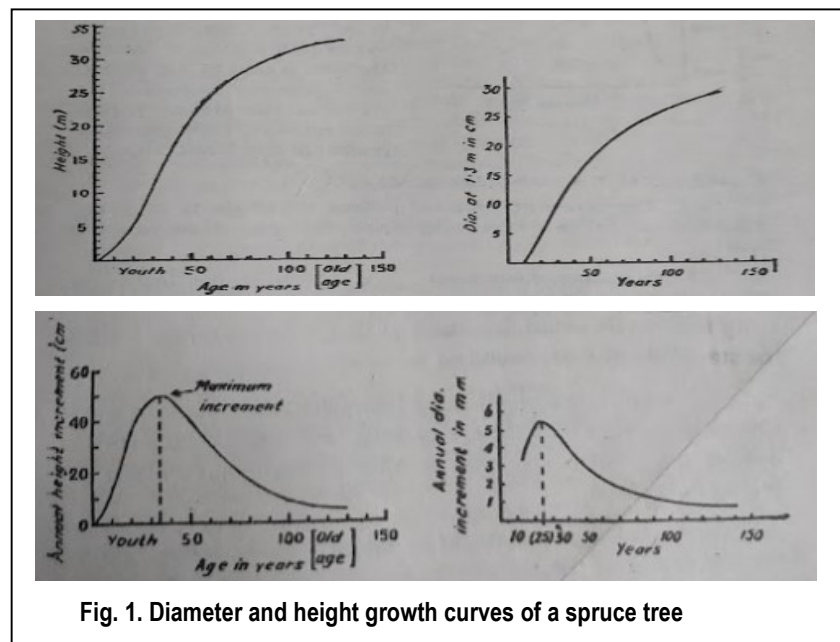 35
30
25
20
15
10
5
Height (m)
Youth 50 100 [Old age] 150
Age in years
30
25
20
15
10
5
Dia. at 1·3 m in cm
50 100 150
Years
60
40
20
0
Annual height increment (cm
Maximum increment
Youth 50 100 [Old age] 150
Age in years
6
5
4
3
2
1
Annual dia. increment in mm
10 (25) 30 50 100 150
Years
Fig. 1. Diameter and height growth curves of a spruce tree